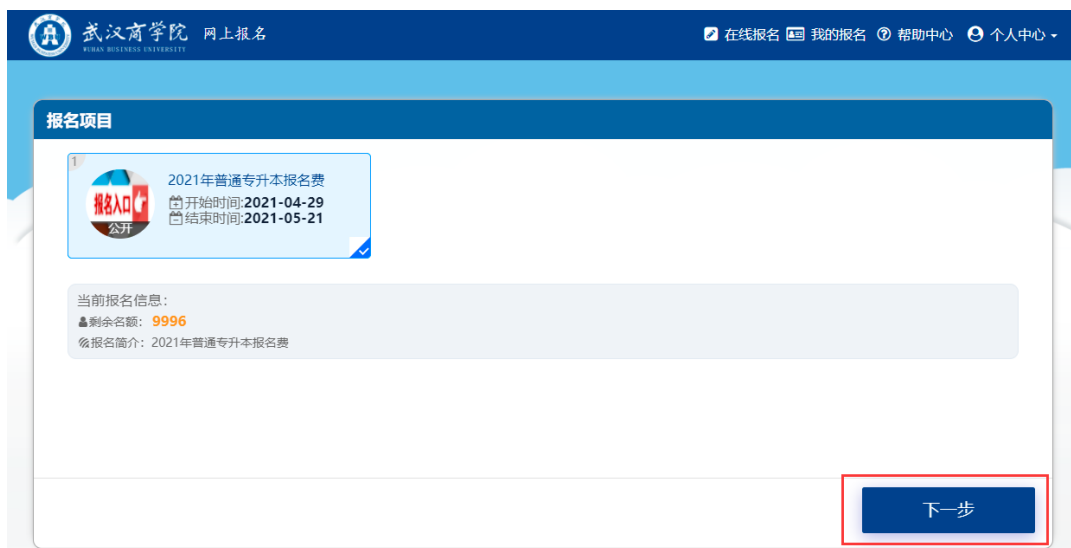 武汉商学院 网上报名
WUHAN BUSINESS UNIVERSITY
在线报名 我的报名 帮助中心 个人中心
报名项目
1
报名入口
公开
2021年普通专升本报名费
开始时间:2021-04-29
结束时间:2021-05-21
当前报名信息:
剩余名额: 9996
报名简介: 2021年普通专升本报名费
下一步